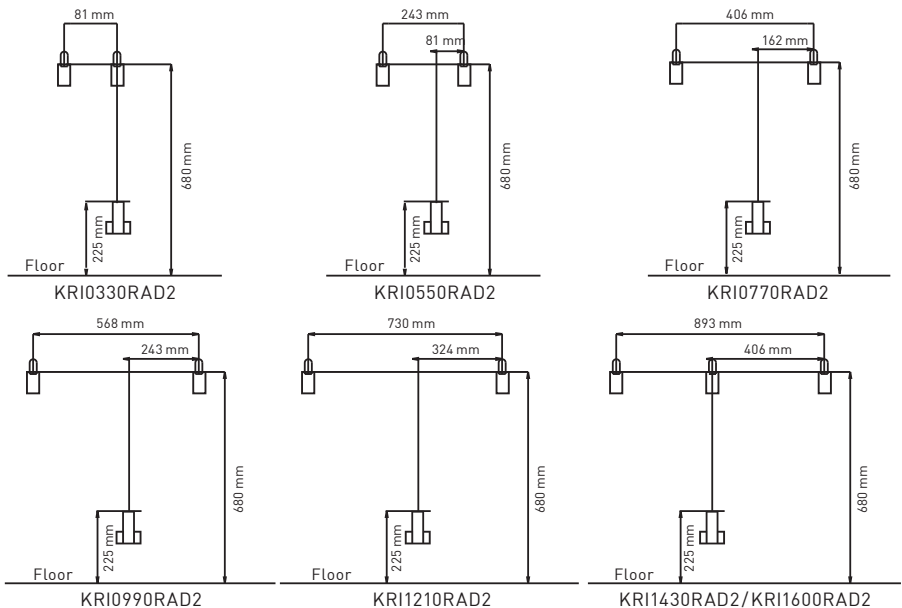 81 mm
680 mm
225 mm
Floor
KRI0330RAD2
243 mm
81 mm
680 mm
225 mm
Floor
KRI0550RAD2
406 mm
162 mm
680 mm
225 mm
Floor
KRI0770RAD2
568 mm
243 mm
680 mm
225 mm
Floor
KRI0990RAD2
730 mm
324 mm
680 mm
225 mm
Floor
KRI1210RAD2
893 mm
406 mm
680 mm
225 mm
Floor
KRI1430RAD2/KRI1600RAD2